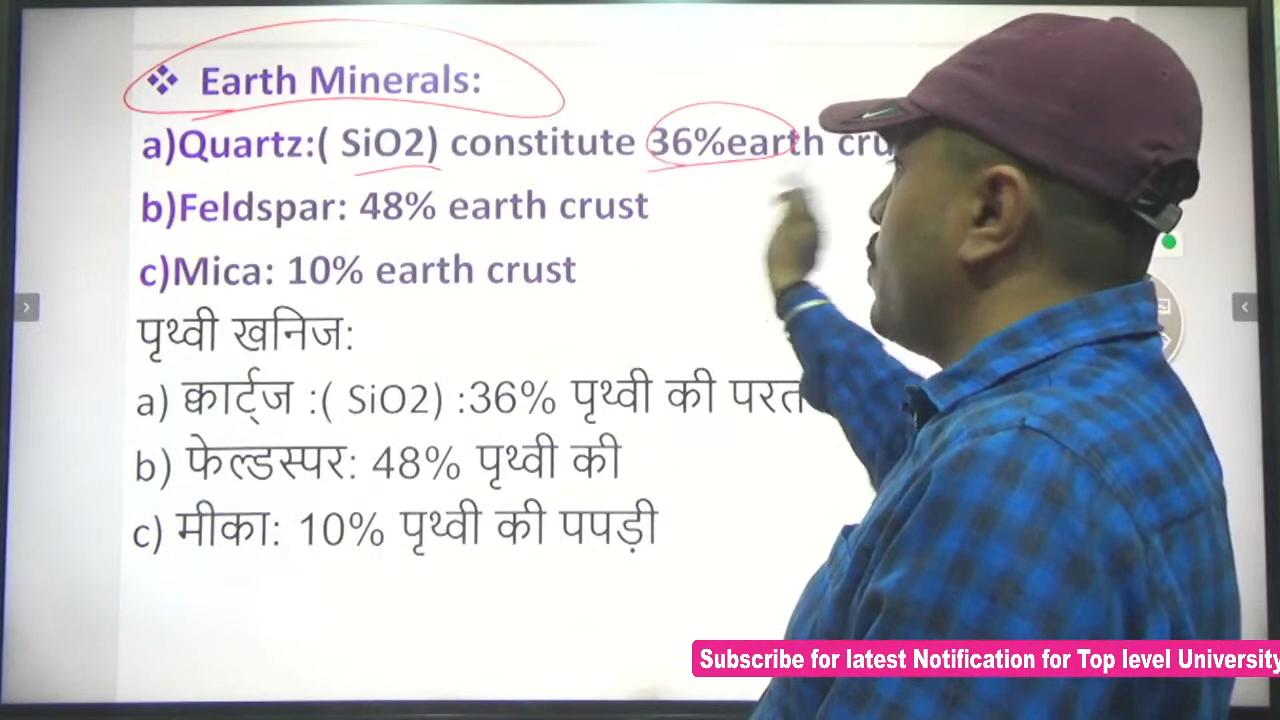 ❖ Earth Minerals:
a)Quartz:( SiO2) constitute 36%earth cru
b)Feldspar: 48% earth crust
c)Mica: 10% earth crust
पृथ्वी खनिज:
a) क्वार्ट्ज :( SiO2) :36% पृथ्वी की परत
b) फेल्डस्पर: 48% पृथ्वी की
c) मीका: 10% पृथ्वी की पपड़ी
Subscribe for latest Notification for Top level University